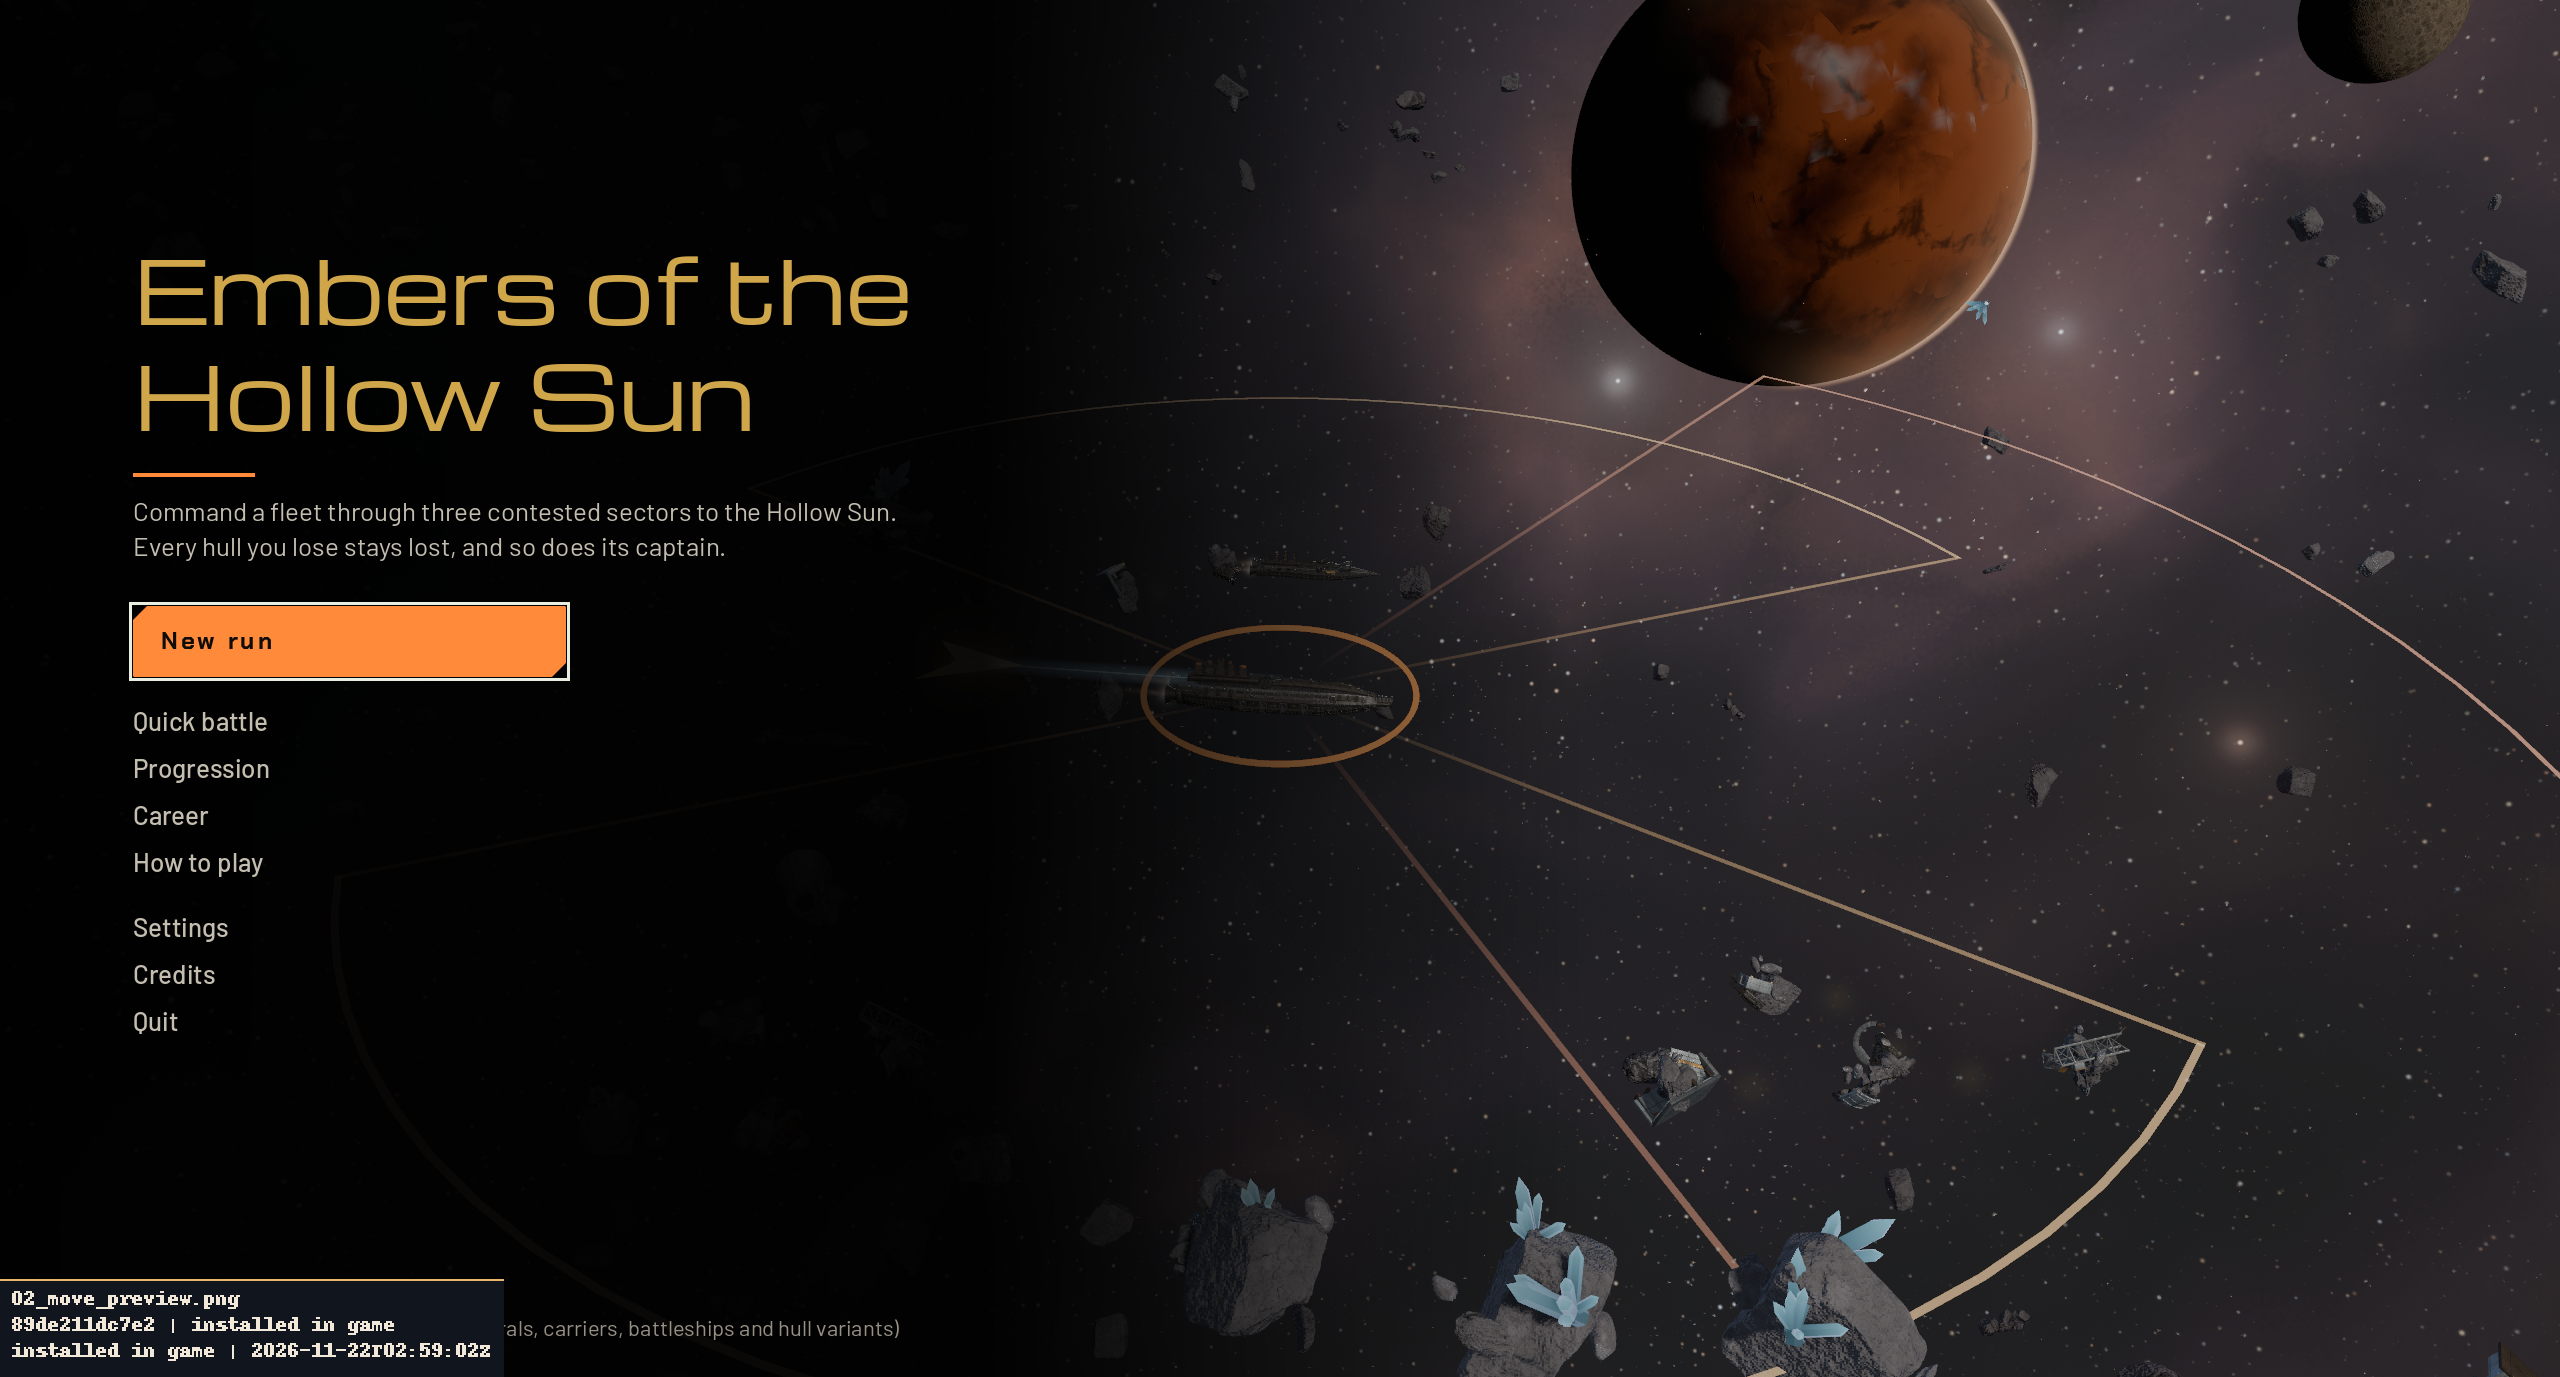 Embers of the
Hollow Sun
Command a fleet through three contested sectors to the Hollow Sun.
Every hull you lose stays lost, and so does its captain.
New run
Quick battle
Progression
Career
How to play
Settings
Credits
Quit
carriers, battleships and hull variants)
02_move_preview.png
89de211dc7e2 | installed in game
installed in game | 2026-11-22T02:59:02Z